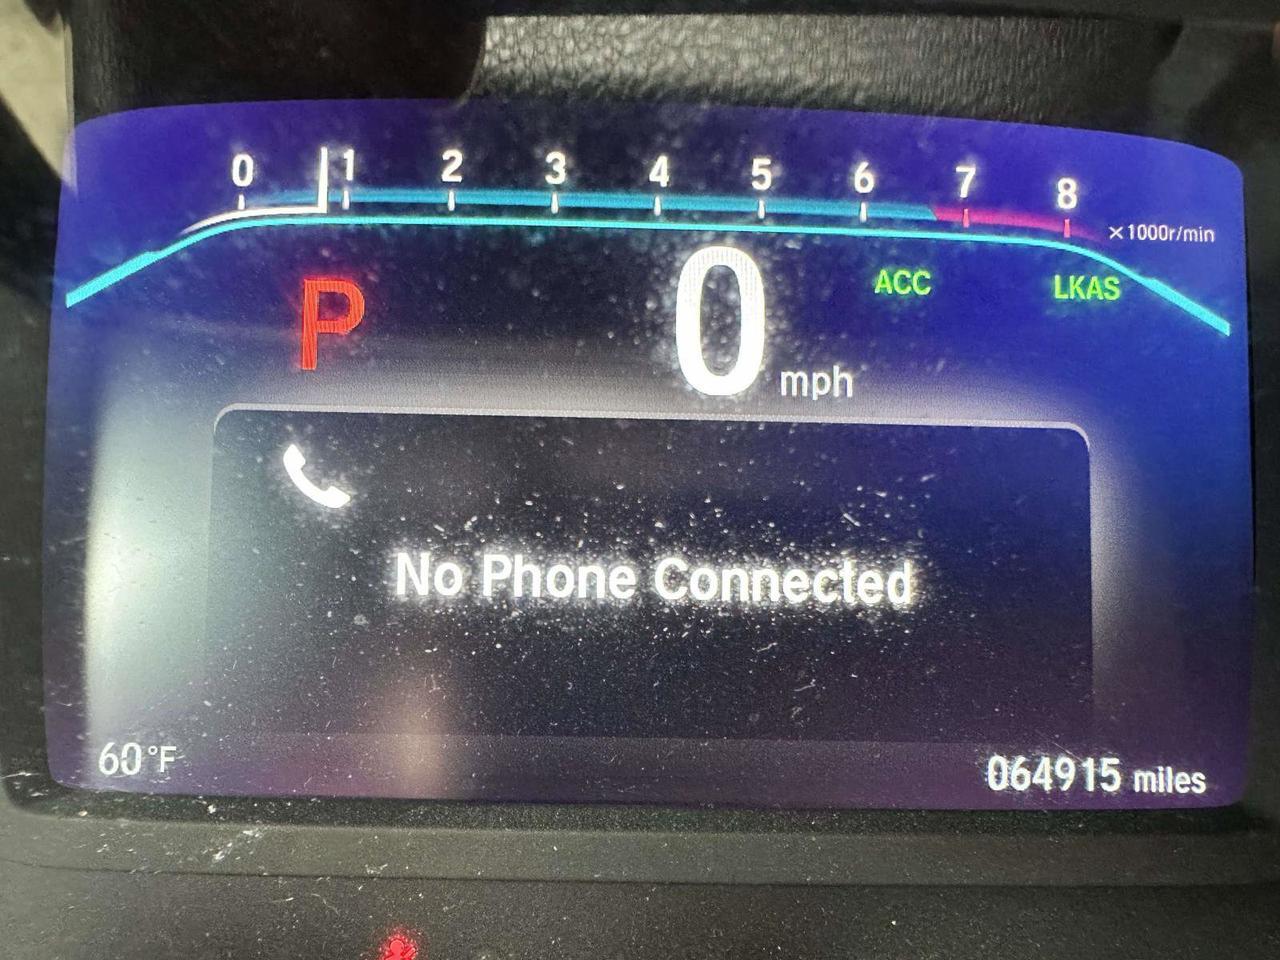 0 1 2 3 4 5 6 7 8
×1000r/min
P 0 mph ACC LKAS
No Phone Connected
60°F 064915 miles